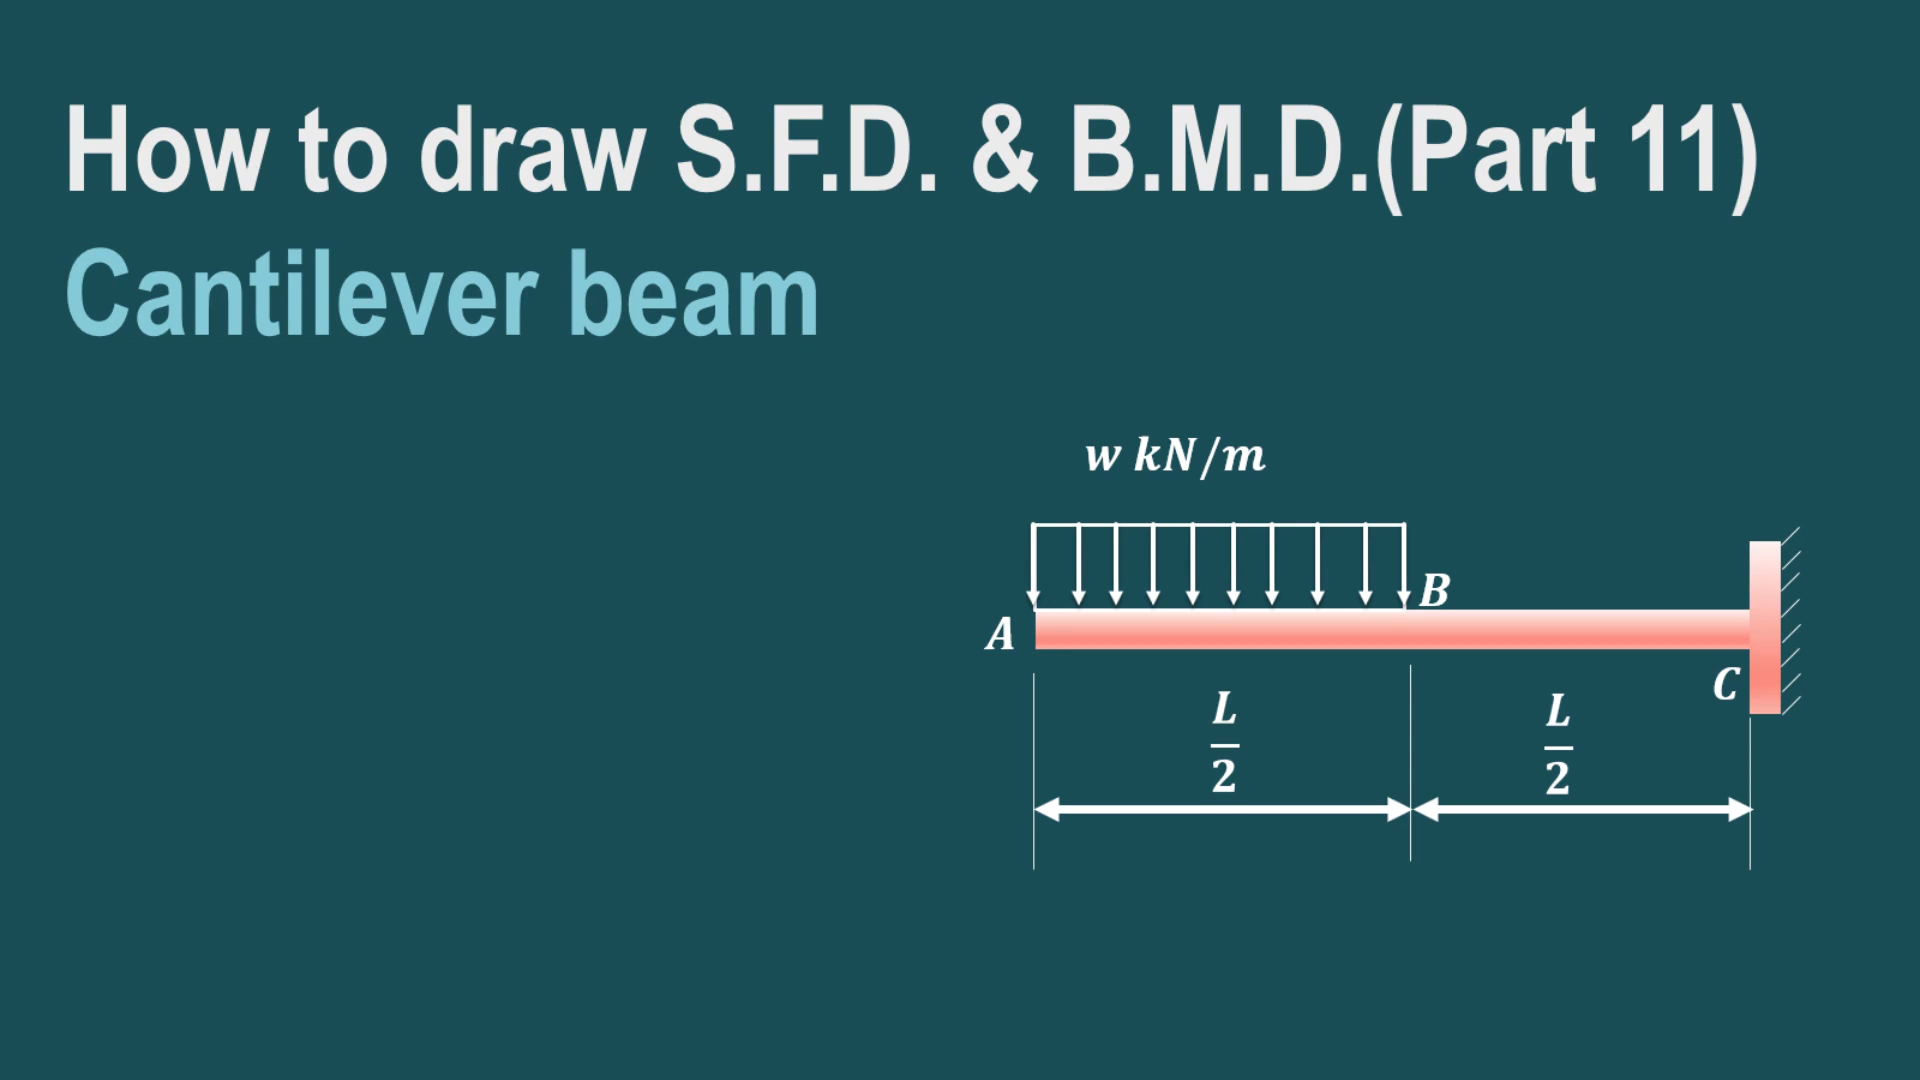 How to draw S.F.D. & B.M.D.(Part 11)
Cantilever beam
w kN/m
B
A
C
L
2
L
2